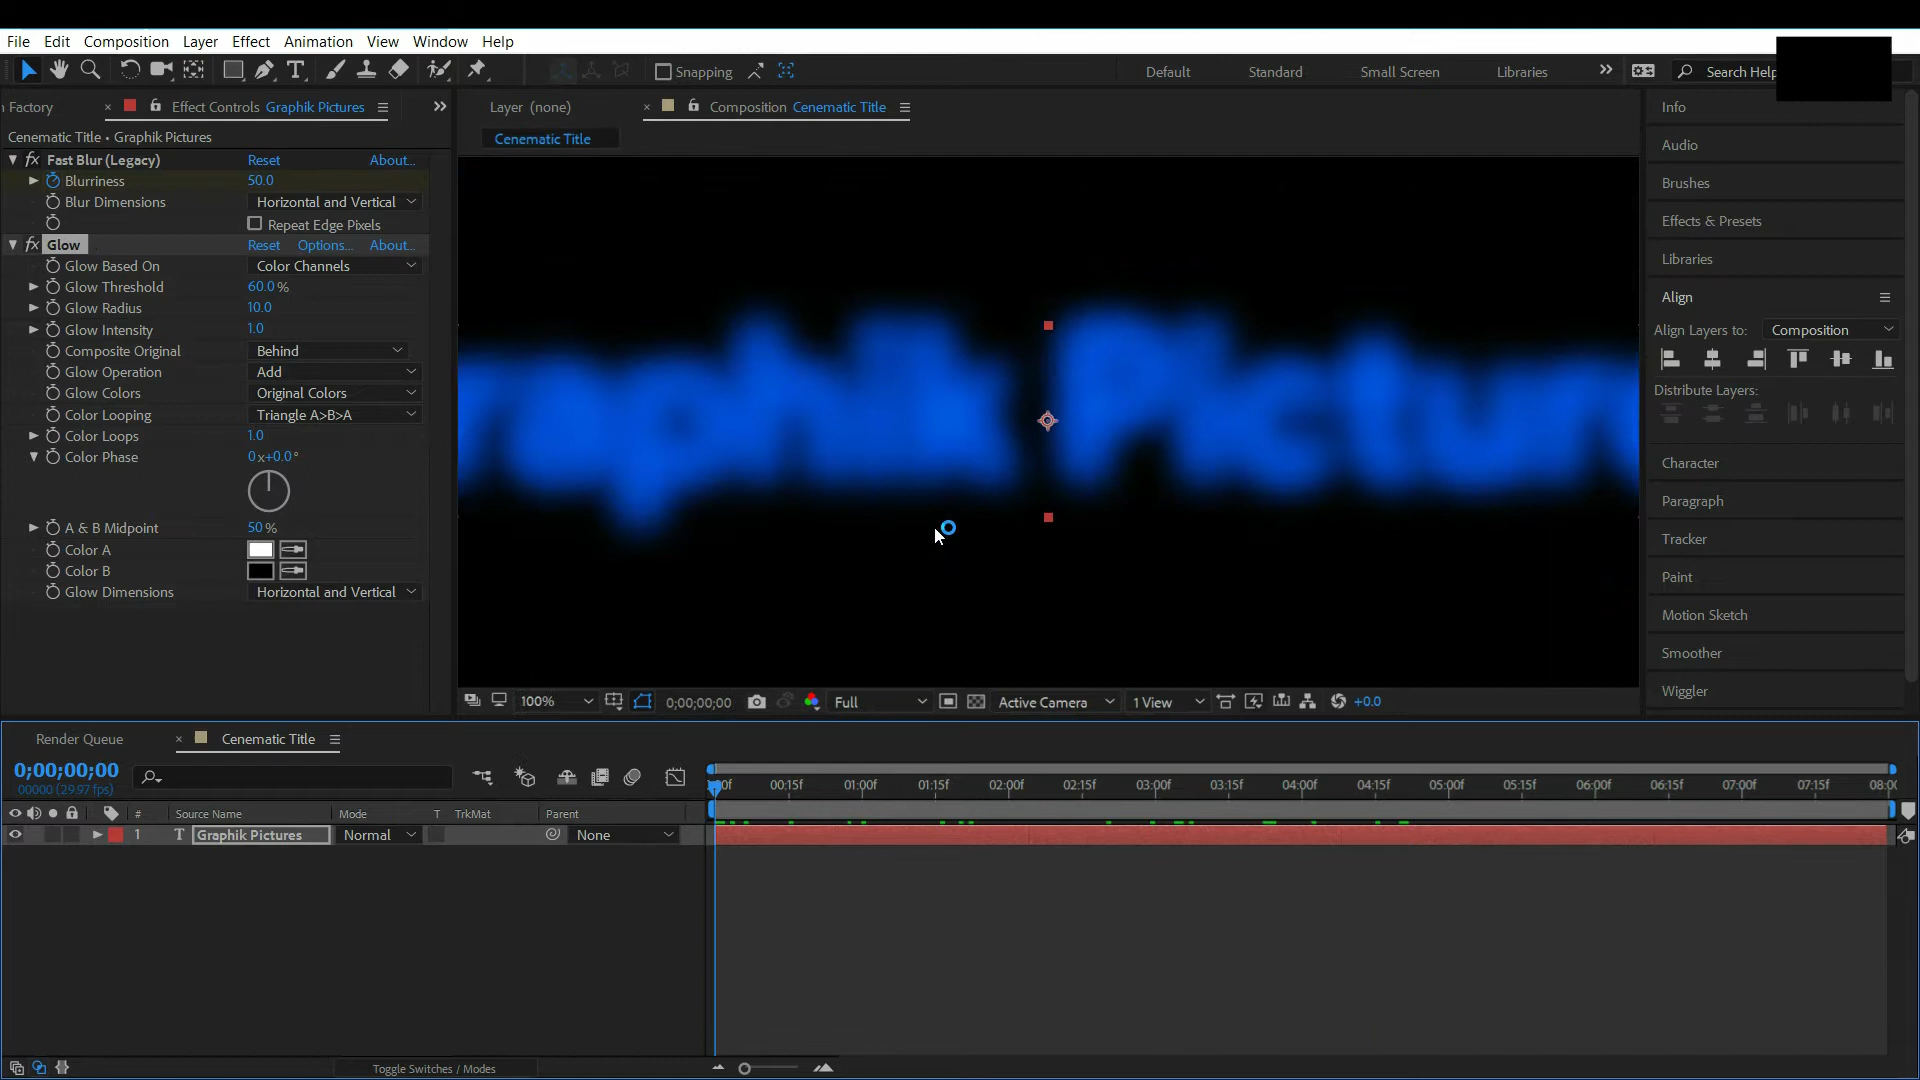 File Edit Composition Layer Effect Animation View Window Help
Snapping Default Standard Small Screen Libraries Search Help
Factory Effect Controls Graphik Pictures
Layer (none) Composition Cenematic Title
Cenematic Title • Graphik Pictures
Cenematic Title
fx Fast Blur (Legacy) Reset About...
Blurriness 50.0
Blur Dimensions Horizontal and Vertical
Repeat Edge Pixels
fx Glow Reset Options... About...
Glow Based On Color Channels
Glow Threshold 60.0 %
Glow Radius 10.0
Glow Intensity 1.0
Composite Original Behind
Glow Operation Add
Glow Colors Original Colors
Color Looping Triangle A>B>A
Color Loops 1.0
Color Phase 0x+0.0°
A & B Midpoint 50 %
Color A
Color B
Glow Dimensions Horizontal and Vertical
100% 0;00;00;00 Full Active Camera 1 View +0.0
Info
Audio
Brushes
Effects & Presets
Libraries
Align
Align Layers to: Composition
Distribute Layers:
Character
Paragraph
Tracker
Paint
Motion Sketch
Smoother
Wiggler
Render Queue Cenematic Title
0;00;00;00
00000 (29.97 fps)
00f 00:15f 01:00f 01:15f 02:00f 02:15f 03:00f 03:15f 04:00f 04:15f 05:00f 05:15f 06:00f 06:15f 07:00f 07:15f 08:00
# Source Name Mode T TrkMat Parent
1 T Graphik Pictures Normal None
Toggle Switches / Modes